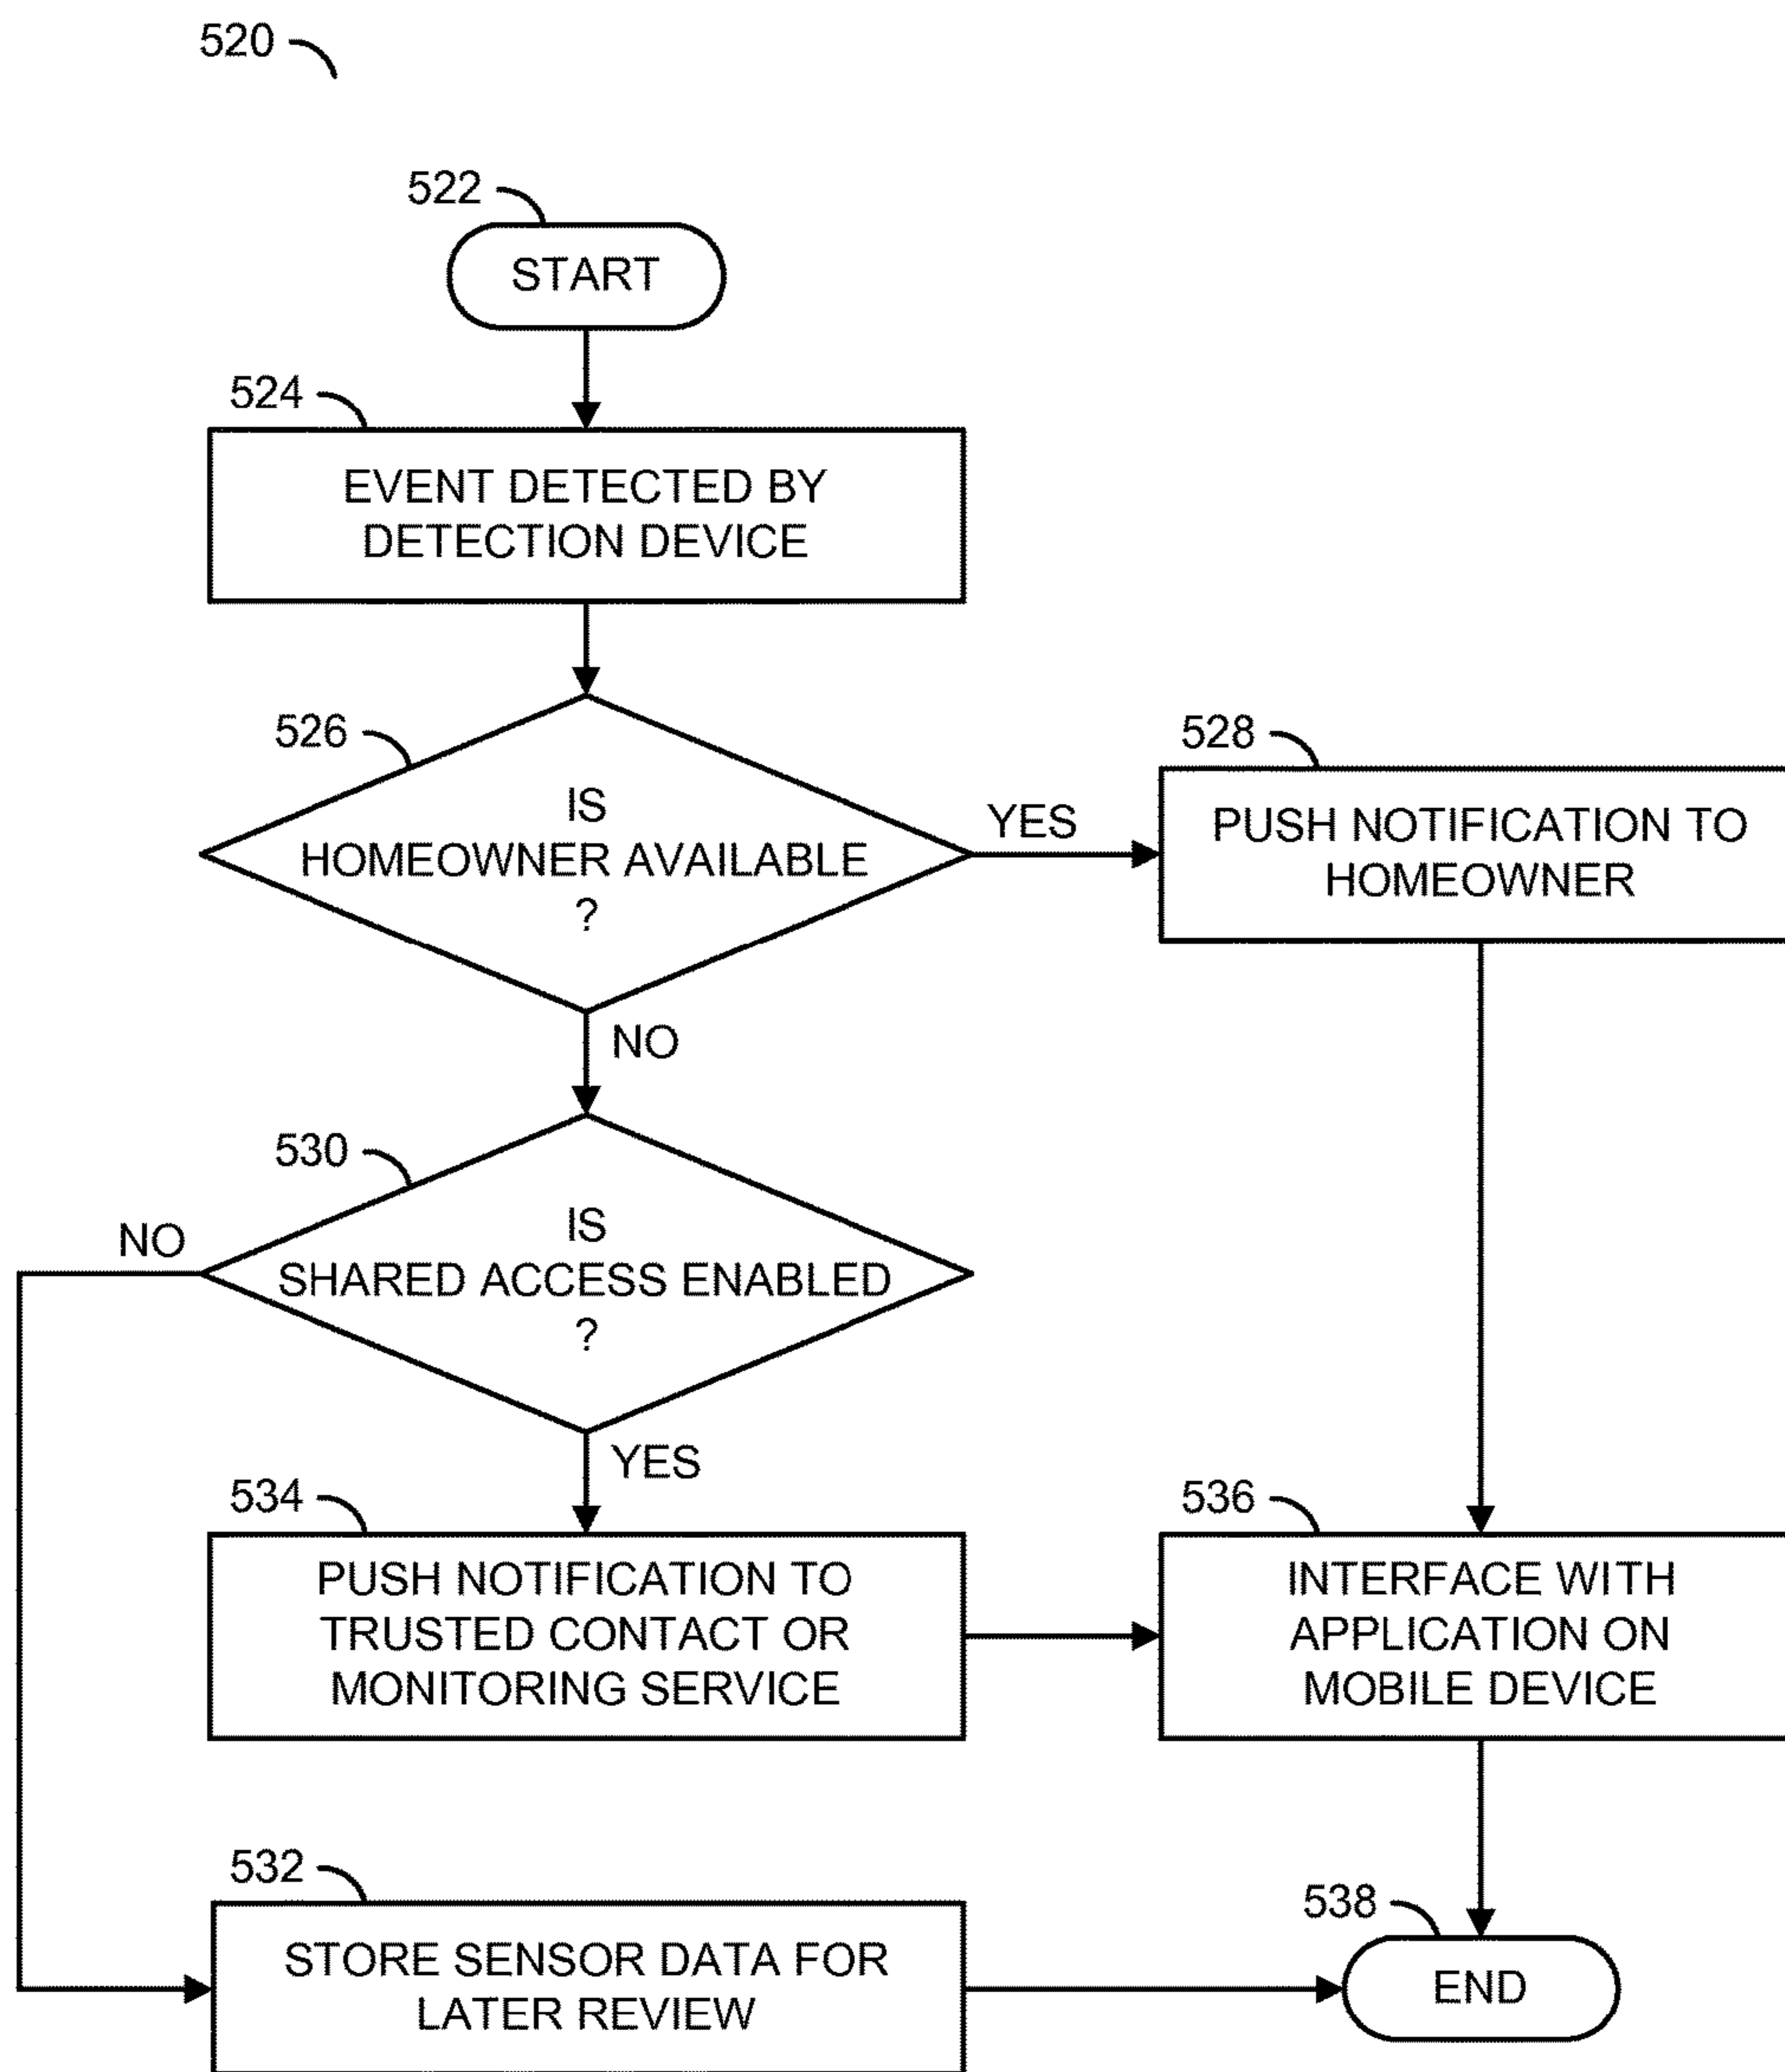 520
522
START
524
EVENT DETECTED BY
DETECTION DEVICE
526
IS
HOMEOWNER AVAILABLE
?
YES
528
PUSH NOTIFICATION TO
HOMEOWNER
NO
530
IS
SHARED ACCESS ENABLED
?
NO
YES
534
PUSH NOTIFICATION TO
TRUSTED CONTACT OR
MONITORING SERVICE
536
INTERFACE WITH
APPLICATION ON
MOBILE DEVICE
532
STORE SENSOR DATA FOR
LATER REVIEW
538
END